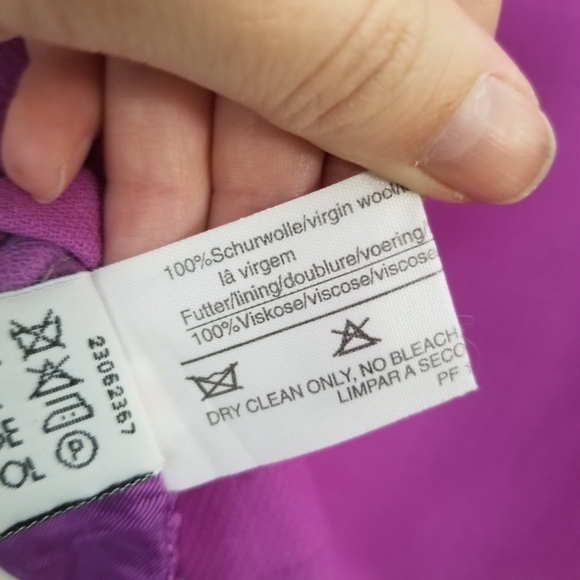 100%Schurwolle/virgin wool/
lã virgem
Futter/lining/doublure/voering/
100%Viskose/viscose/viscose
DRY CLEAN ONLY, NO BLEACH
LIMPAR A SECO
PF
23062367
P